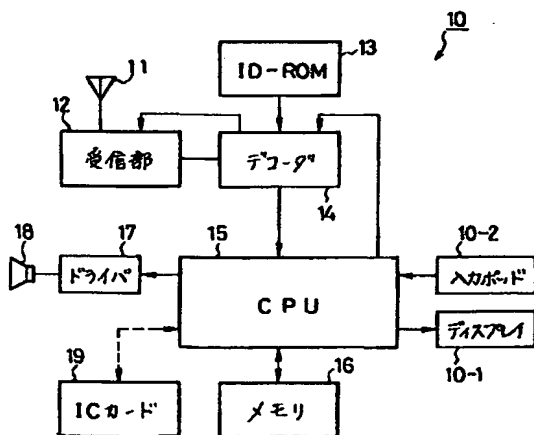 10
11
13
ID-ROM
12
受信部
デコーダ
14
18
17
ドライバ
15
CPU
10-2
入力ボード
ディスプレイ
10-1
19
ICカード
16
メモリ